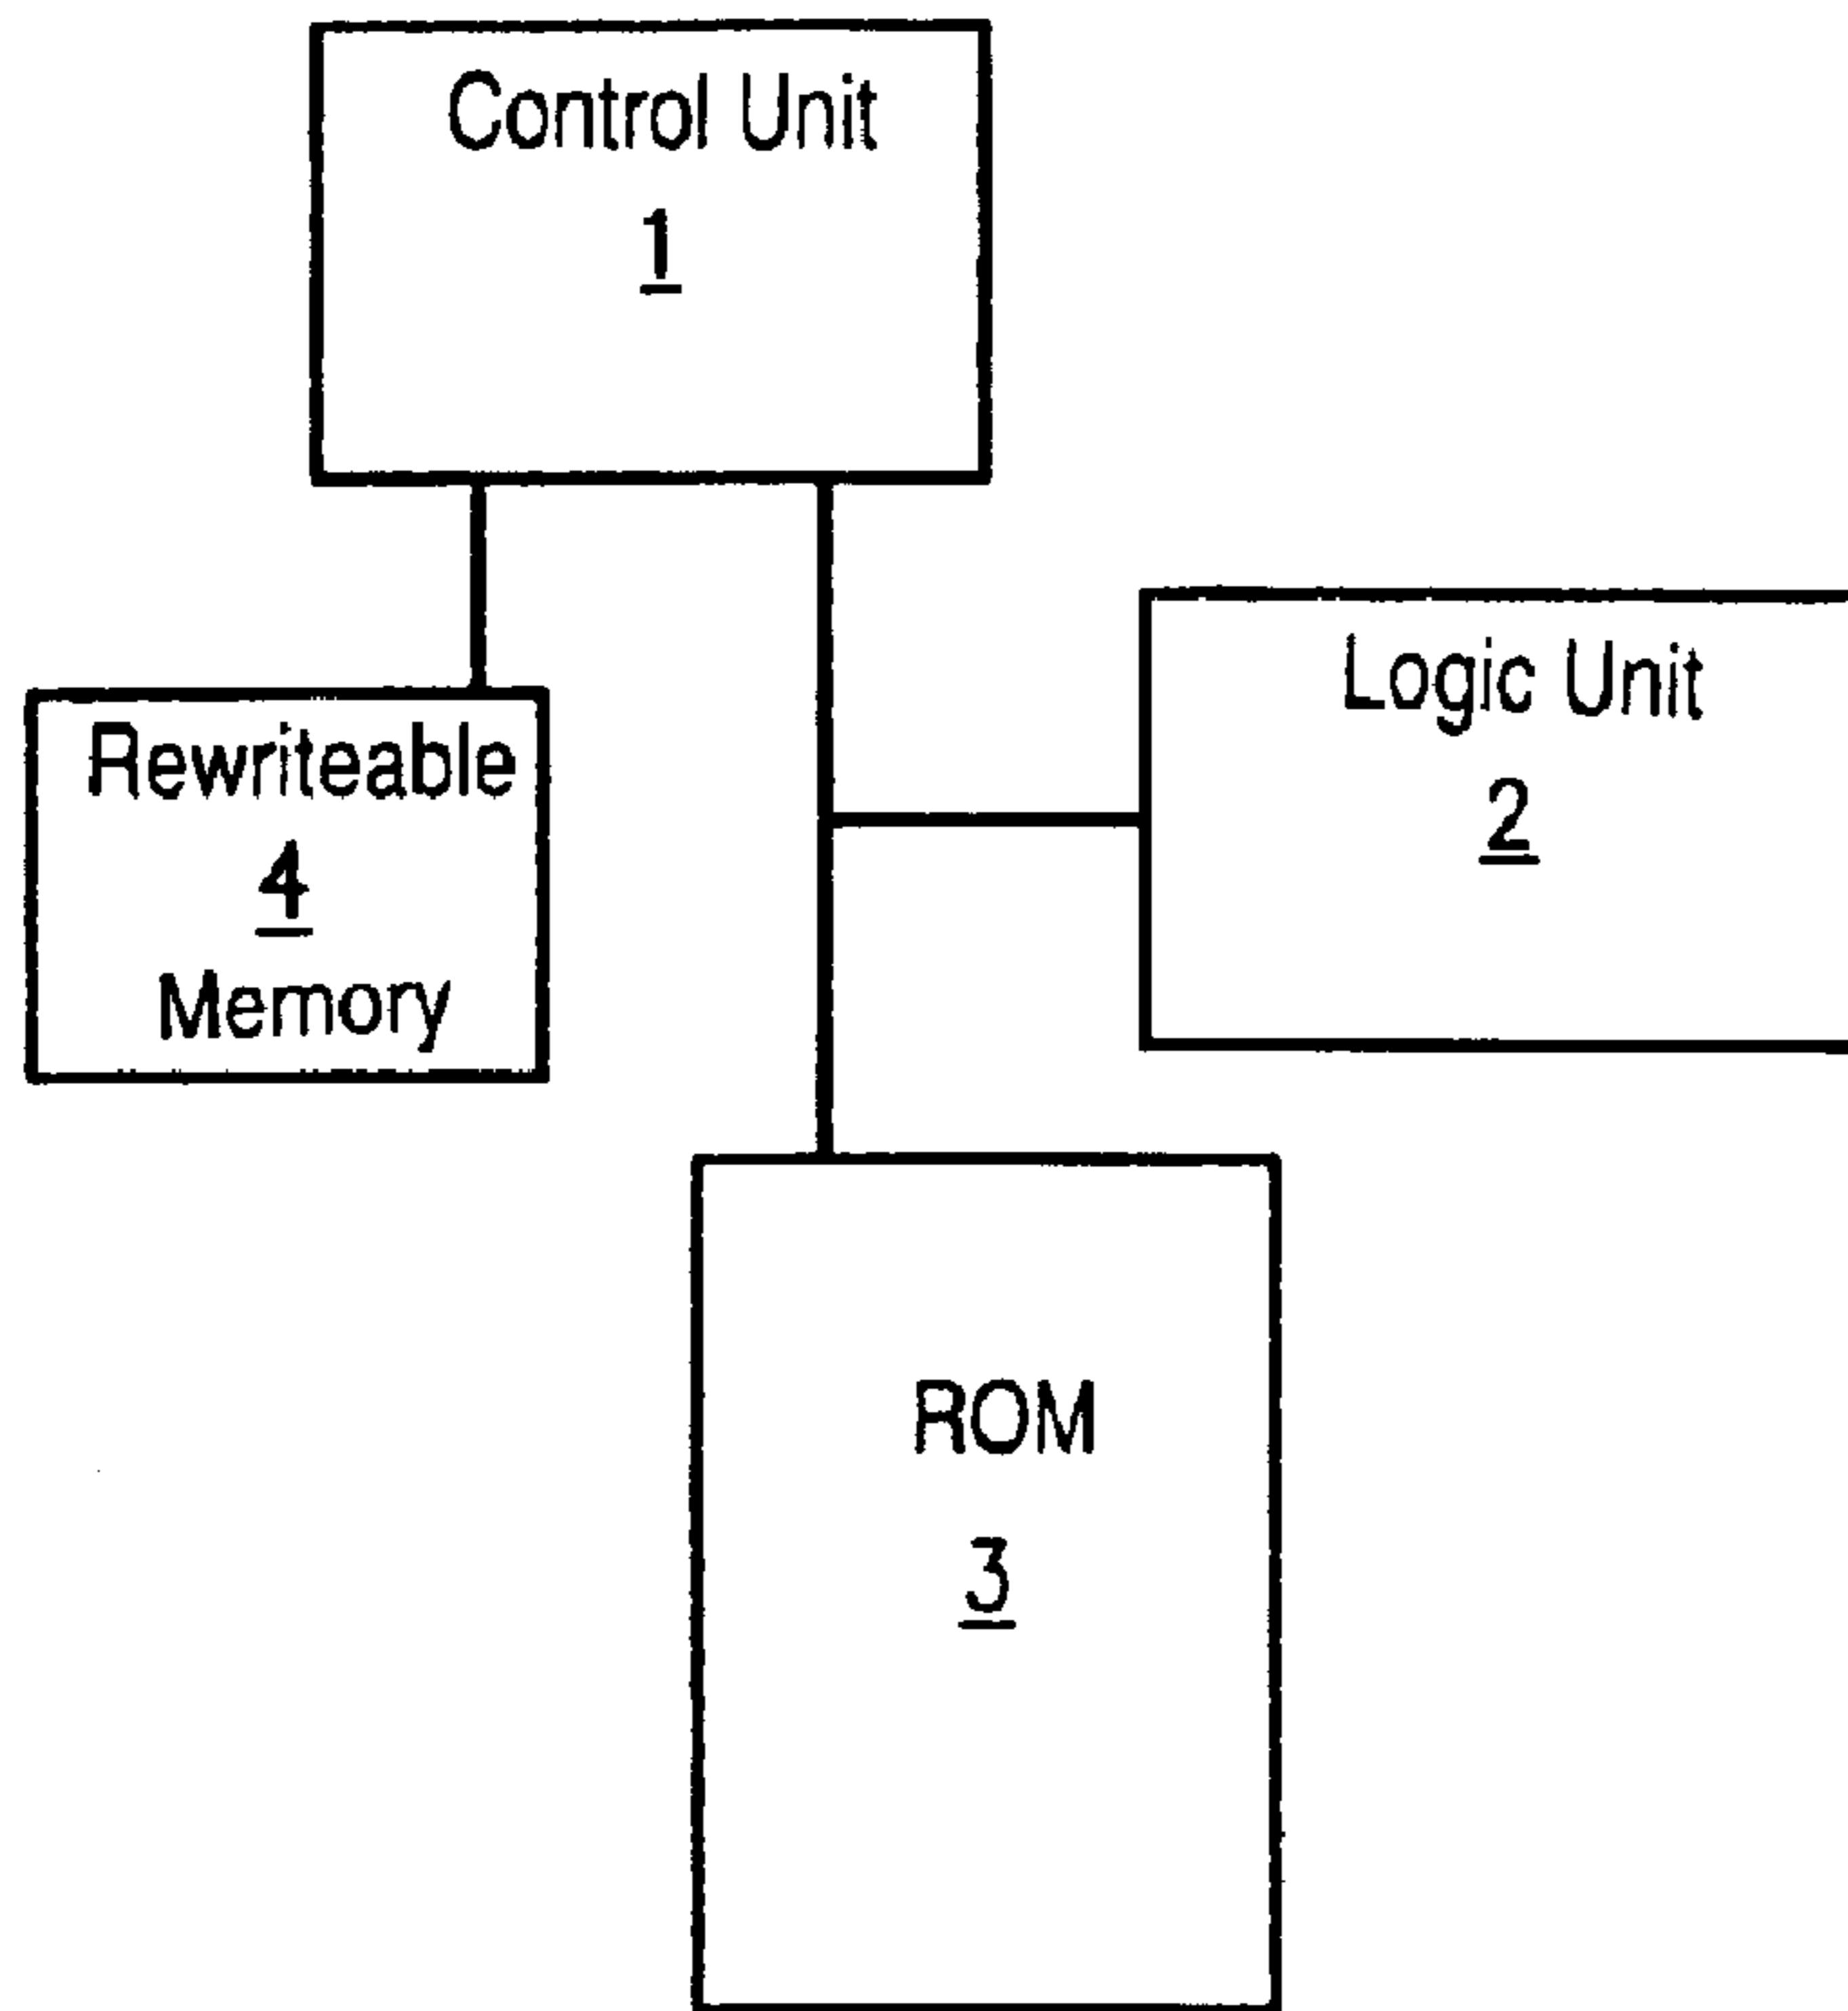 Control Unit
1
Logic Unit
2
Rewriteable
4
Memory
ROM
3